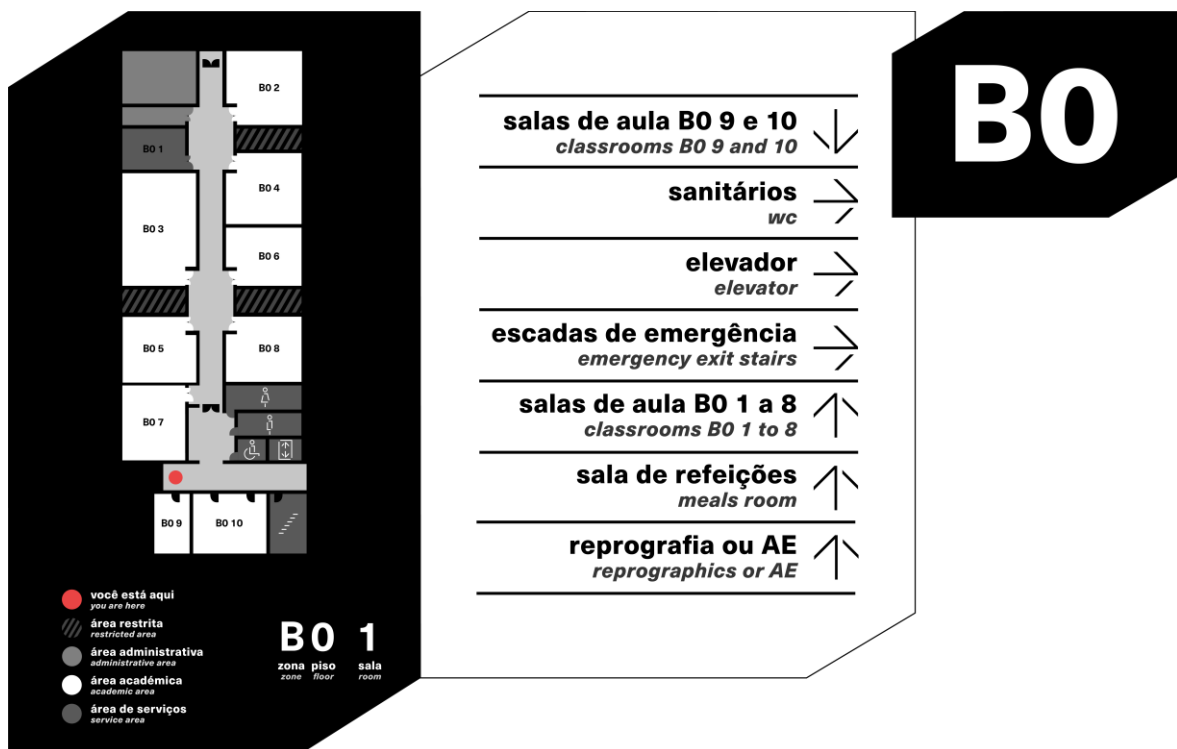 B0 2
B0 1
B0 4
B0 3
B0 6
B0 5
B0 8
B0 7
B0 9
B0 10
você está aqui
you are here
área restrita
restricted area
área administrativa
administrative area
área académica
academic area
área de serviços
service area
B 0 1
zona piso sala
zone floor room
salas de aula B0 9 e 10
classrooms B0 9 and 10
sanitários
wc
elevador
elevator
escadas de emergência
emergency exit stairs
salas de aula B0 1 a 8
classrooms B0 1 to 8
sala de refeições
meals room
reprografia ou AE
reprographics or AE
B0